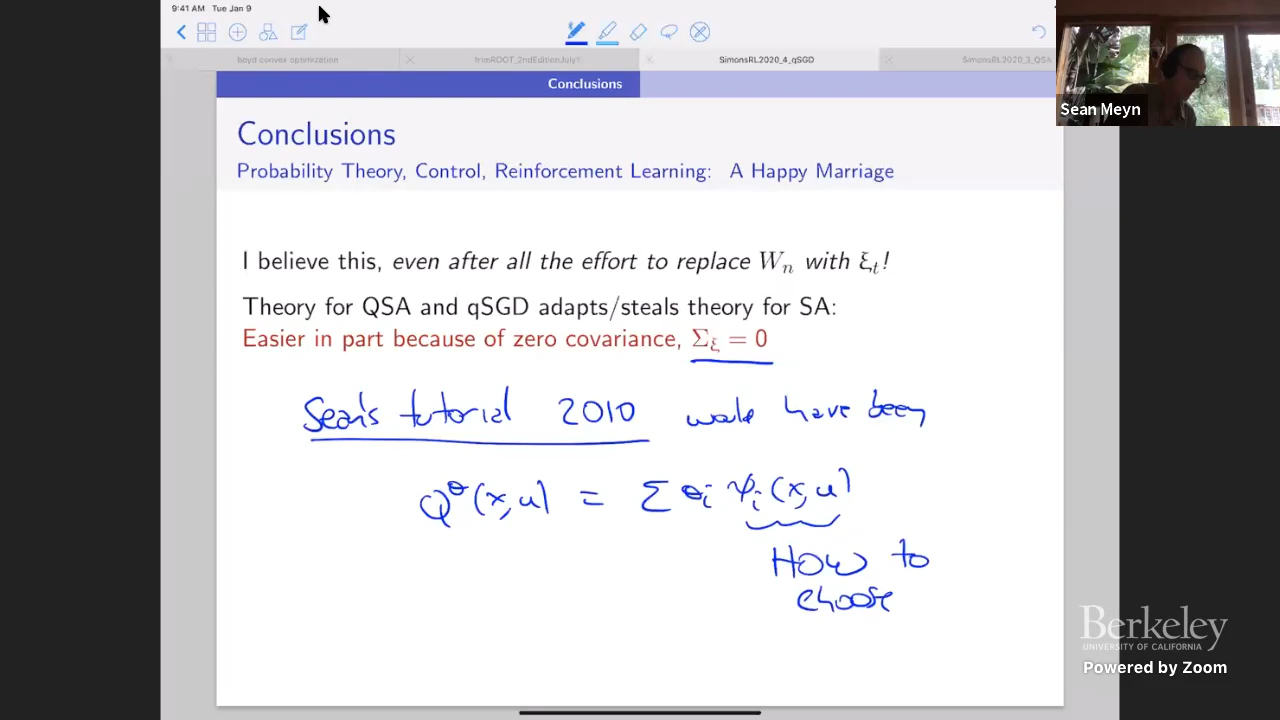 9:41 AM Tue Jan 9
boyd convex optimization
SimonsRL2020_4_qSGD
SimonsRL2020_3_QSA
Sean Meyn
Conclusions
Conclusions
Probability Theory, Control, Reinforcement Learning: A Happy Marriage
I believe this, even after all the effort to replace Wₙ with ξₜ!
Theory for QSA and qSGD adapts/steals theory for SA:
Easier in part because of zero covariance, Σ_ξ = 0
Sean's tutorial 2010 have been
Q^θ(x,u) = Σ θᵢ ψᵢ(x,u)
How to
choose
Berkeley
UNIVERSITY OF CALIFORNIA
Powered by Zoom